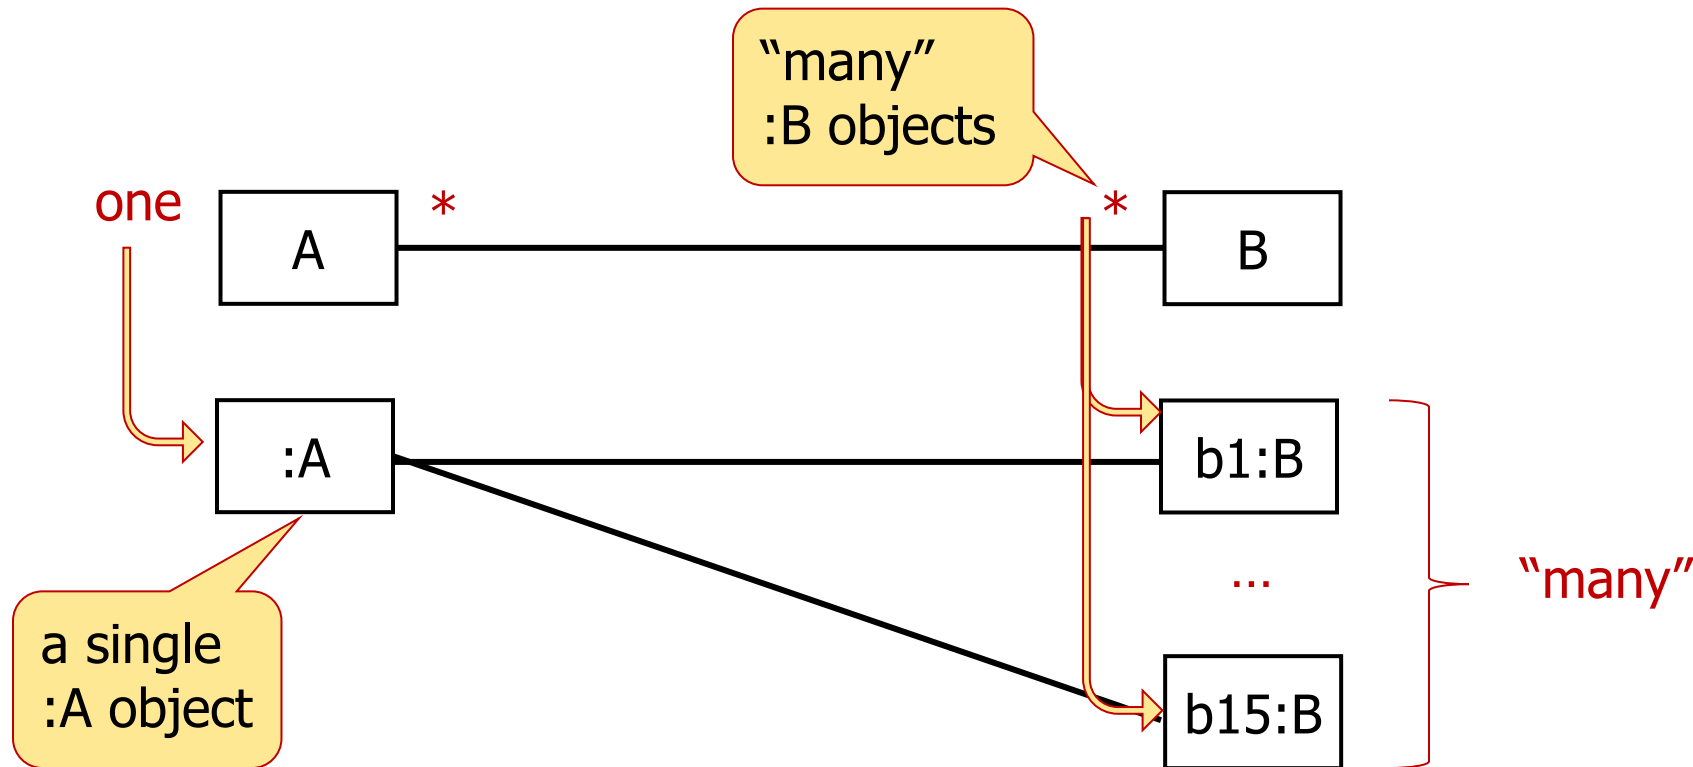 “many”
:B objects
one
*
*
A
B
:A
b1:B
...
“many”
a single
:A object
b15:B